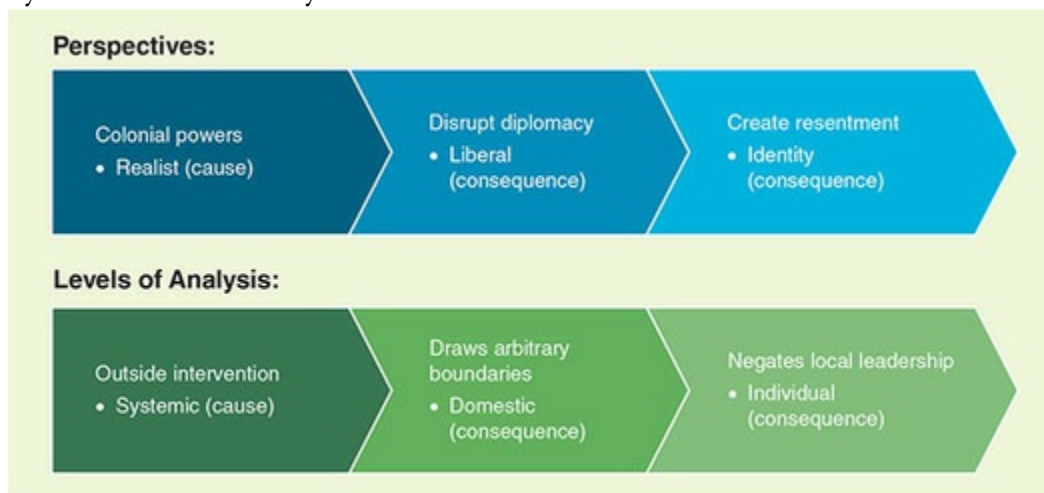 Perspectives:
Colonial powers
• Realist (cause)
Disrupt diplomacy
• Liberal
(consequence)
Create resentment
• Identity
(consequence)
Levels of Analysis:
Outside intervention
• Systemic (cause)
Draws arbitrary
boundaries
• Domestic
(consequence)
Negates local leadership
• Individual
(consequence)